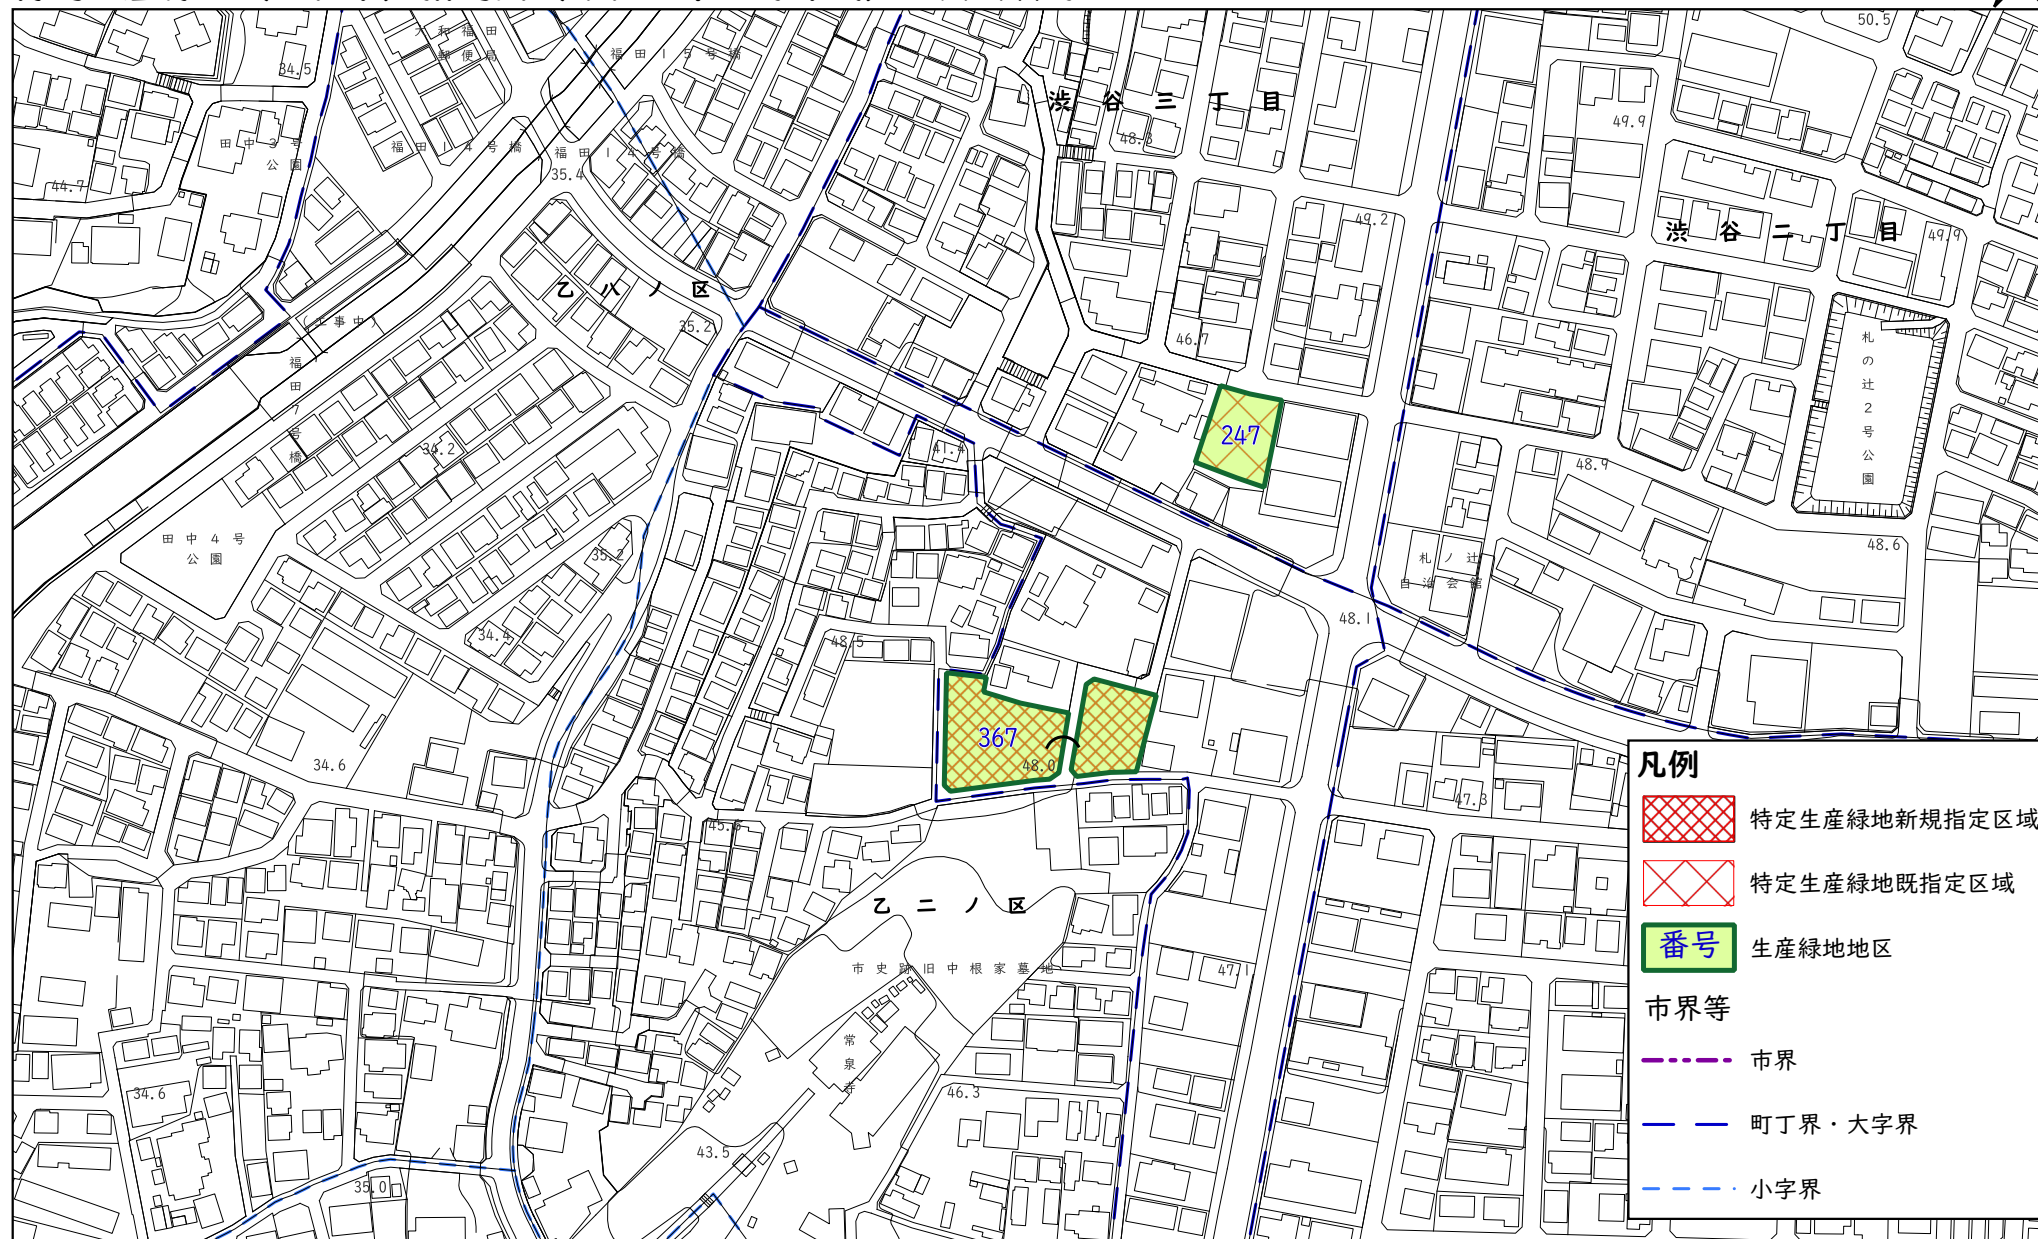 50.5
大和福田
郵便局
福田15号橋
34.5
渋谷三丁目
49.9
48.3
田中3号
公園
福田14号橋
福田14号橋
35.4
44.7
49.2
渋谷二丁目
49.9
乙八ノ区
(工事中)
35.2
46.7
札の辻2号公園
福田7号橋
247
34.2
41.4
48.9
田中4号
公園
35.2
48.6
札ノ辻
自治会館
48.1
34.4
48.5
367
48.0
34.6
47.3
45.6
乙二ノ区
市史跡旧中根家墓地
47.1
常泉寺
34.6
46.3
43.5
35.0
凡例
特定生産緑地新規指定区域
特定生産緑地既指定区域
番号
生産緑地地区
市界等
市界
町丁界・大字界
小字界